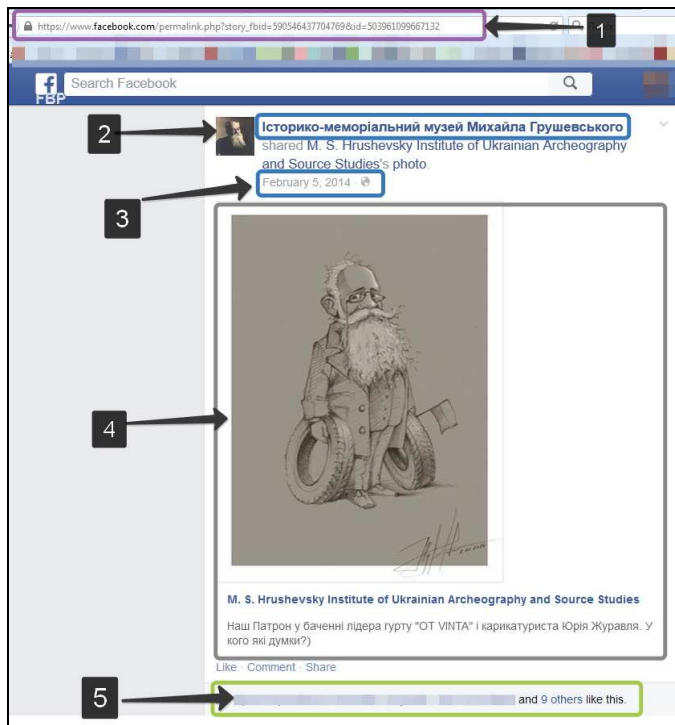 https://www.facebook.com/permalink.php?story_fbid=590546437704769&id=503961099667132
1
f Search Facebook
FBP
2
Історико-меморіальний музей Михайла Грушевського
shared M. S. Hrushevsky Institute of Ukrainian Archeography
and Source Studies's photo.
February 5, 2014 ·
3
4
M. S. Hrushevsky Institute of Ukrainian Archeography and Source Studies
Наш Патрон у баченні лідера гурту "ОТ VINTA" і карикатуриста Юрія Журавля. У
кого які думки?)
Like · Comment · Share
5
and 9 others like this.